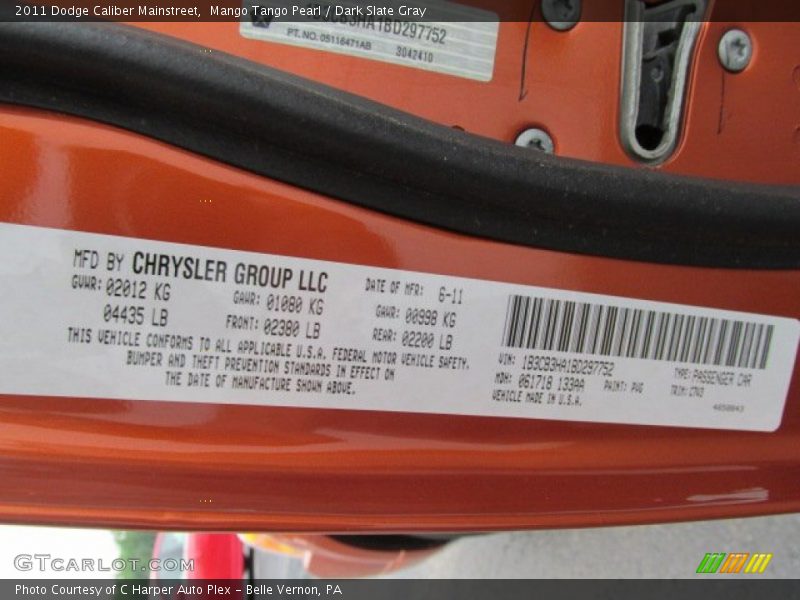 2011 Dodge Caliber Mainstreet, Mango Tango Pearl / Dark Slate Gray
PT. NO. 05116471AB 3042410
MFD BY CHRYSLER GROUP LLC
DATE OF MFR: 6-11
GVWR: 02012 KG
GAWR: 01080 KG
GAWR: 00998 KG
04435 LB
FRONT: 02380 LB
REAR: 02200 LB
THIS VEHICLE CONFORMS TO ALL APPLICABLE U.S.A. FEDERAL MOTOR VEHICLE SAFETY.
BUMPER AND THEFT PREVENTION STANDARDS IN EFFECT ON
THE DATE OF MANUFACTURE SHOWN ABOVE.
VIN: 1B3CB3HA1BD297752
TYPE: PASSENGER CAR
MDH: 061718 133AA
PAINT: PVG
TRIM:
VEHICLE MADE IN U.S.A.
GTCarLot.com
Photo Courtesy of C Harper Auto Plex - Belle Vernon, PA